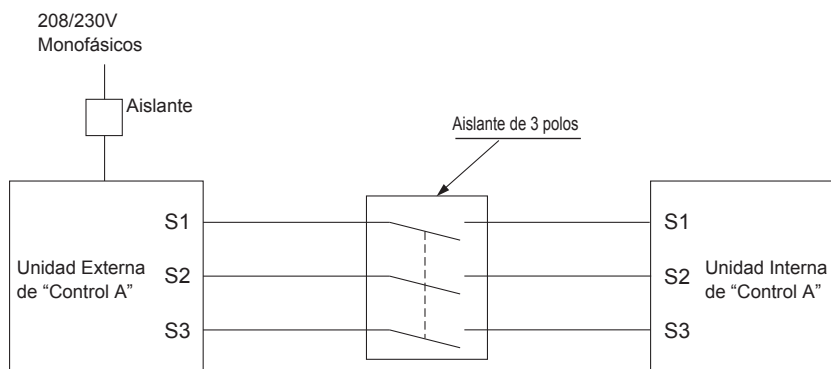 208/230V
Monofásicos
Aislante
Aislante de 3 polos
S1
S1
Unidad Externa
de “Control A”
S2
S2
Unidad Interna
de “Control A”
S3
S3